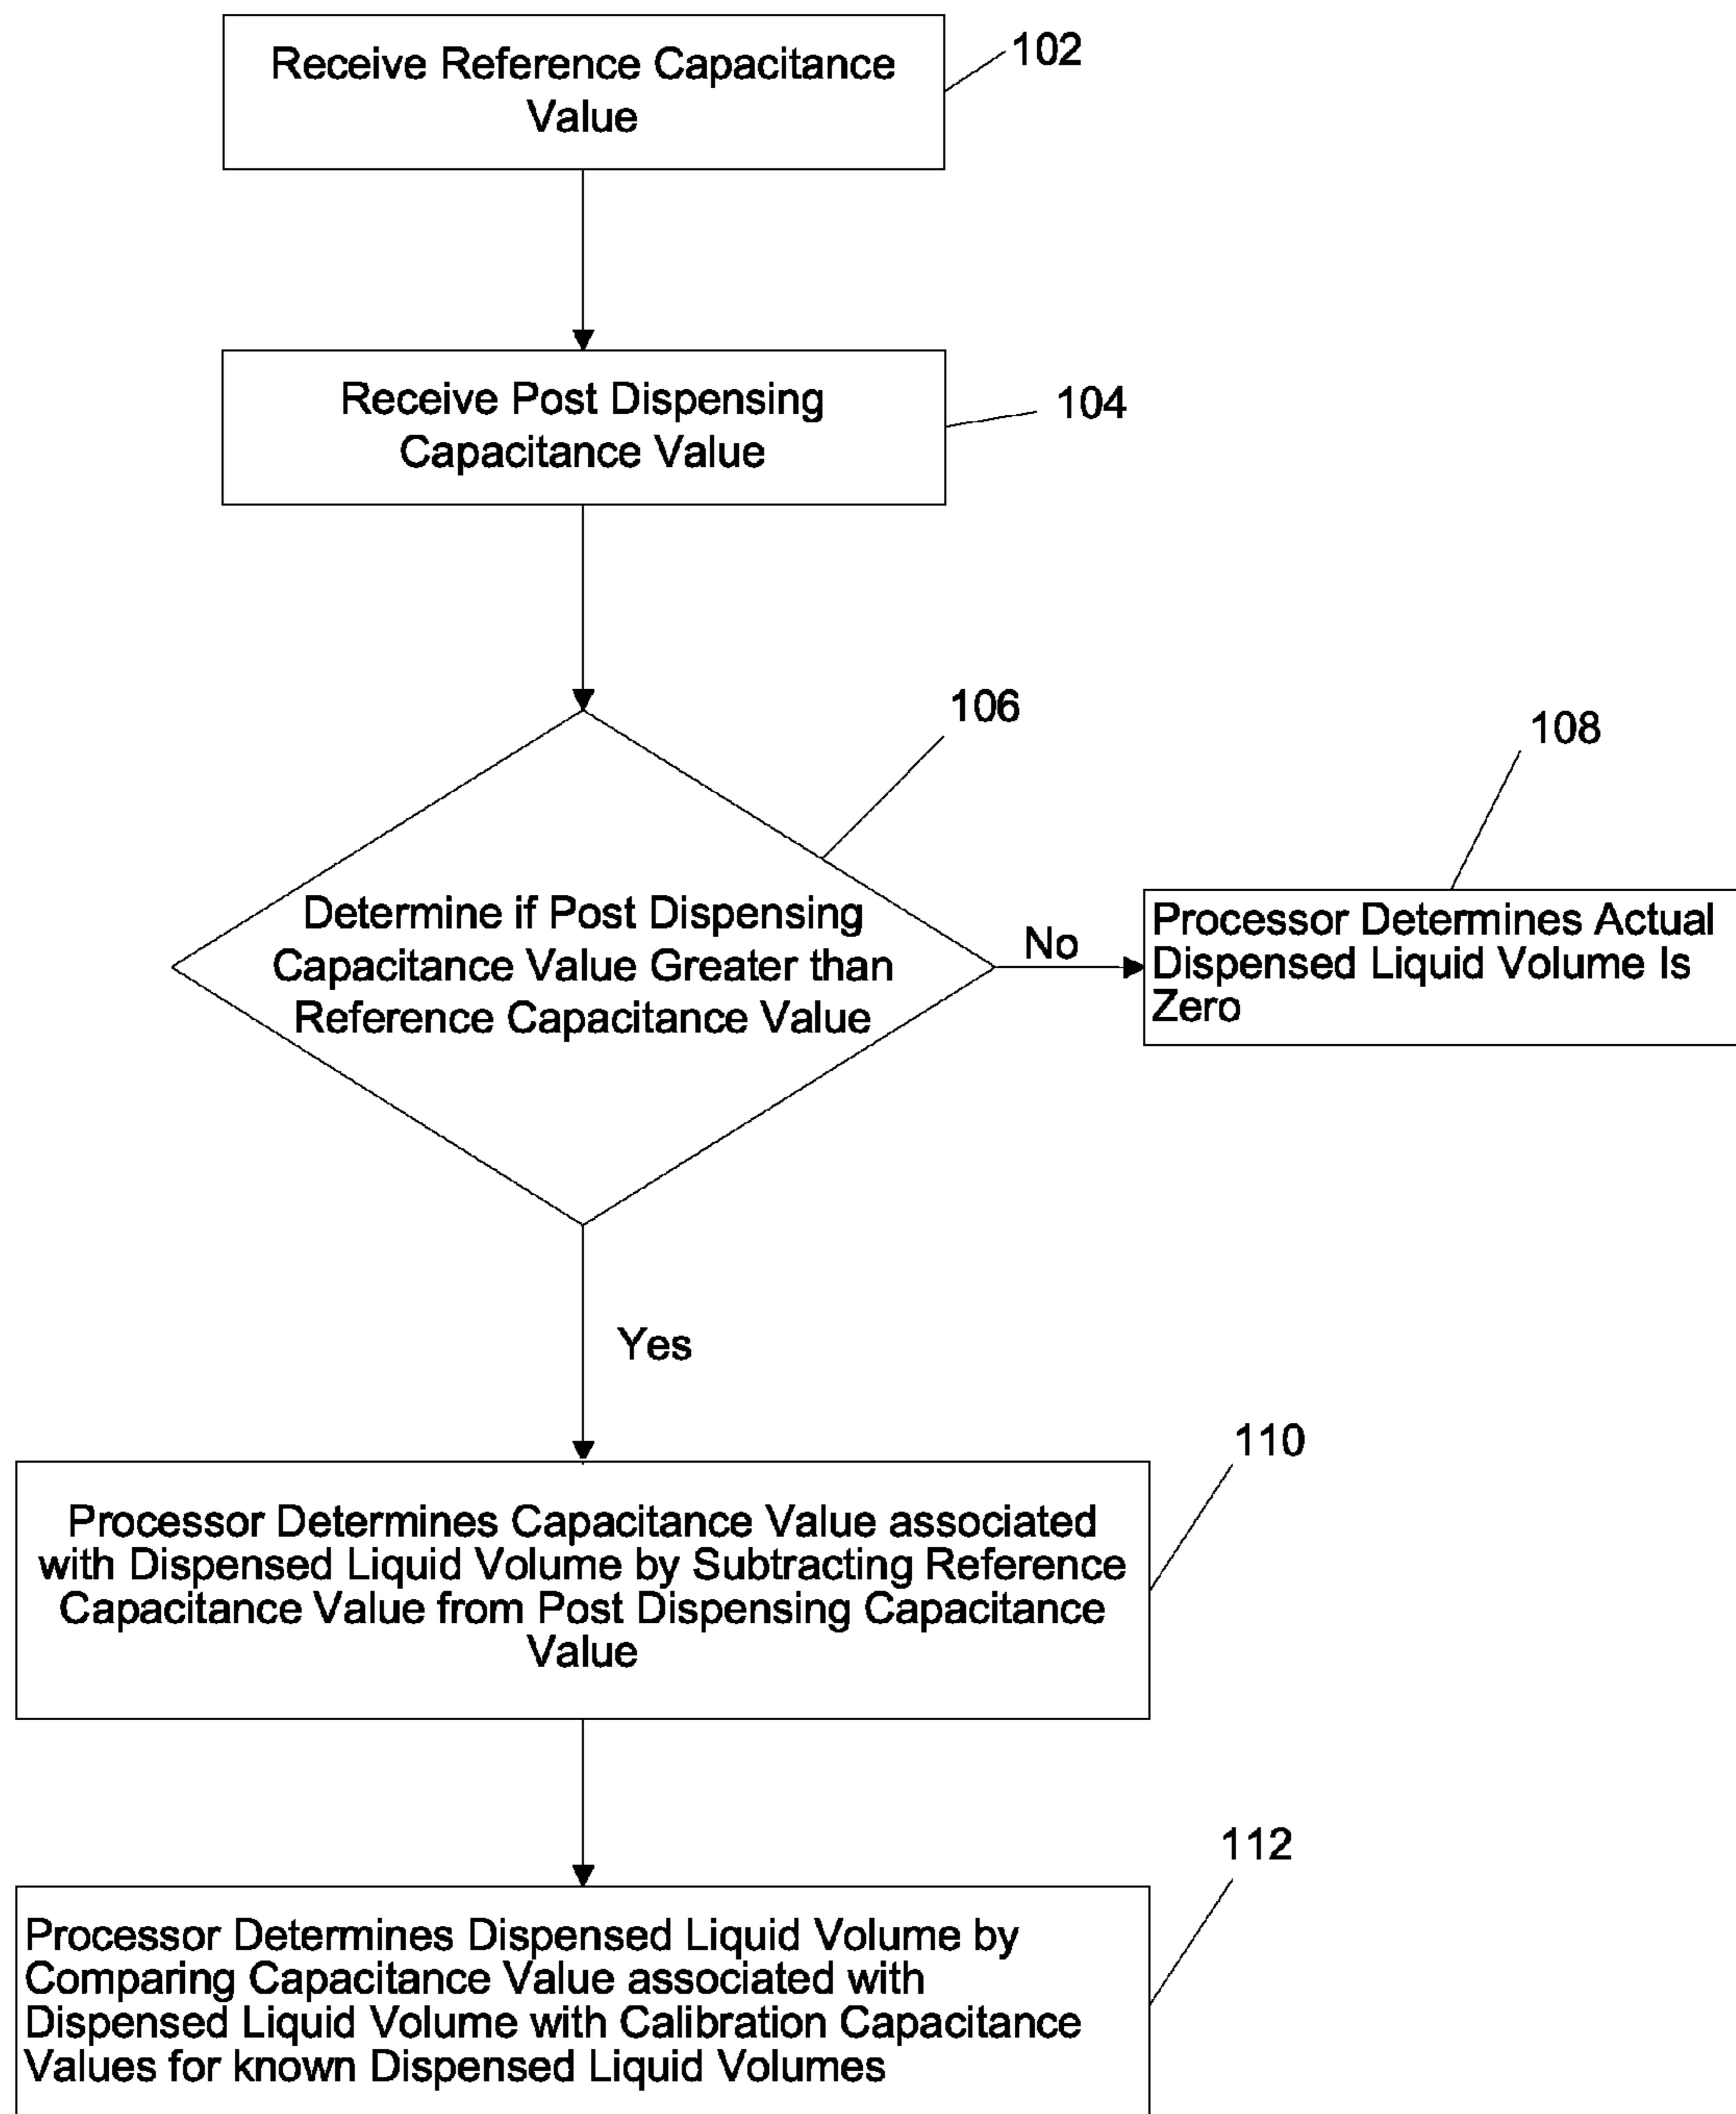 Receive Reference Capacitance
Value
102
Receive Post Dispensing
Capacitance Value
104
106
Determine if Post Dispensing
Capacitance Value Greater than
Reference Capacitance Value
No
108
Processor Determines Actual
Dispensed Liquid Volume Is
Zero
Yes
110
Processor Determines Capacitance Value associated
with Dispensed Liquid Volume by Subtracting Reference
Capacitance Value from Post Dispensing Capacitance
Value
112
Processor Determines Dispensed Liquid Volume by
Comparing Capacitance Value associated with
Dispensed Liquid Volume with Calibration Capacitance
Values for known Dispensed Liquid Volumes